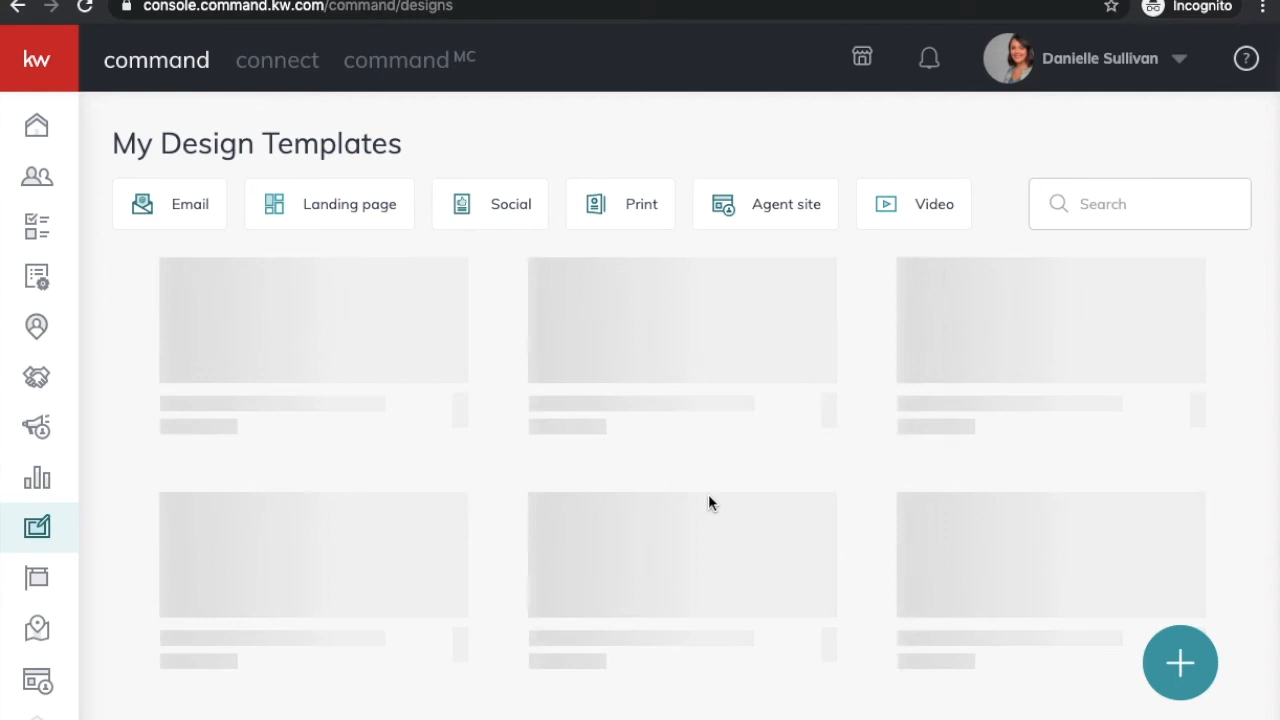 console.command.kw.com/command/designs
Incognito
kw
command connect command MC
Danielle Sullivan
?
My Design Templates
Email Landing page Social Print Agent site Video Search